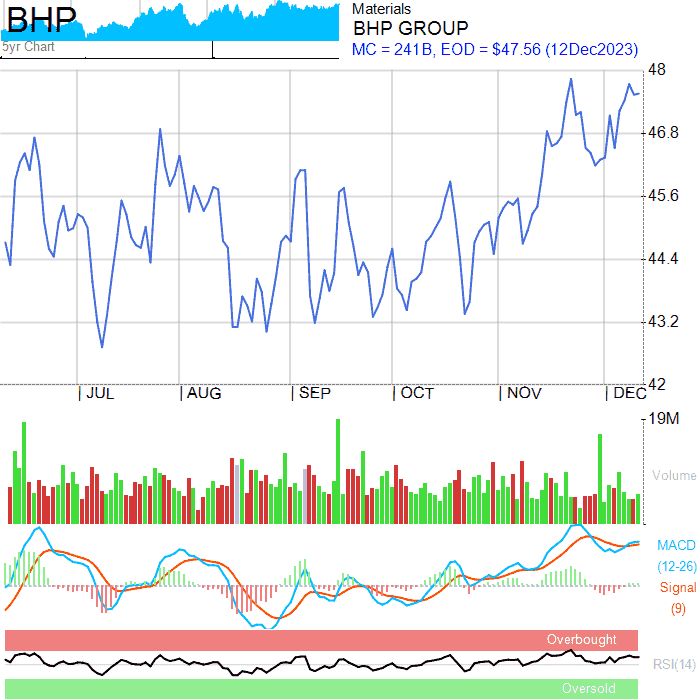 BHP
5yr Chart
Materials
BHP GROUP
MC = 241B, EOD = $47.56 (12Dec2023)
48
46.8
45.6
44.4
43.2
42
JUL
AUG
SEP
OCT
NOV
DEC
19M
Volume
MACD
(12-26)
Signal
(9)
Overbought
RSI(14)
Oversold